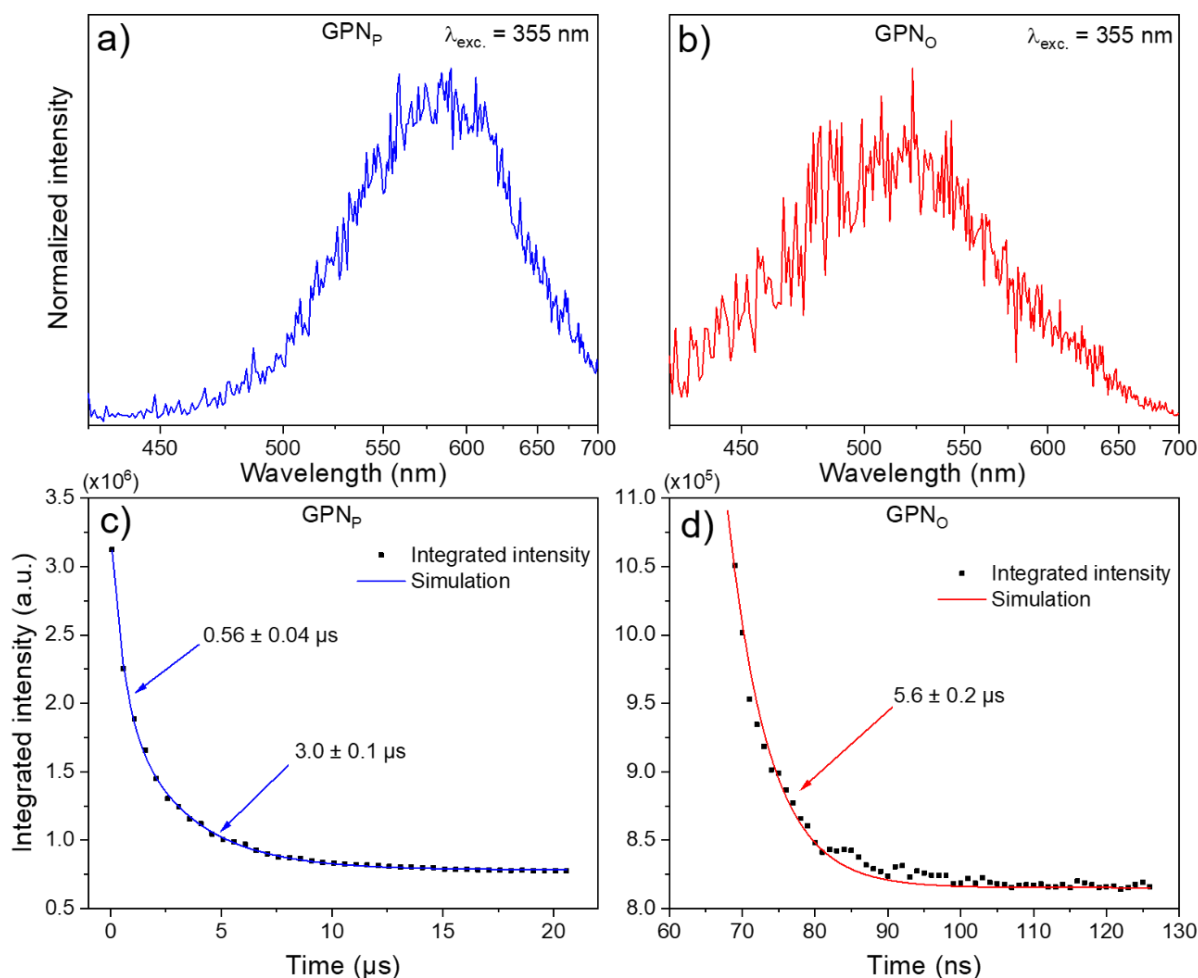 a)
GPN_P
λ_exc. = 355 nm
Normalized intensity
450 500 550 600 650 700
Wavelength (nm)
b)
GPN_O
λ_exc. = 355 nm
450 500 550 600 650 700
Wavelength (nm)
(x10⁶)
c)
GPN_P
Integrated intensity
Simulation
0.56 ± 0.04 µs
3.0 ± 0.1 µs
Integrated intensity (a.u.)
3.5
3.0
2.5
2.0
1.5
1.0
0.5
0 5 10 15 20
Time (µs)
(x10⁵)
d)
GPN_O
Integrated intensity
Simulation
5.6 ± 0.2 µs
11.0
10.5
10.0
9.5
9.0
8.5
8.0
60 70 80 90 100 110 120 130
Time (ns)